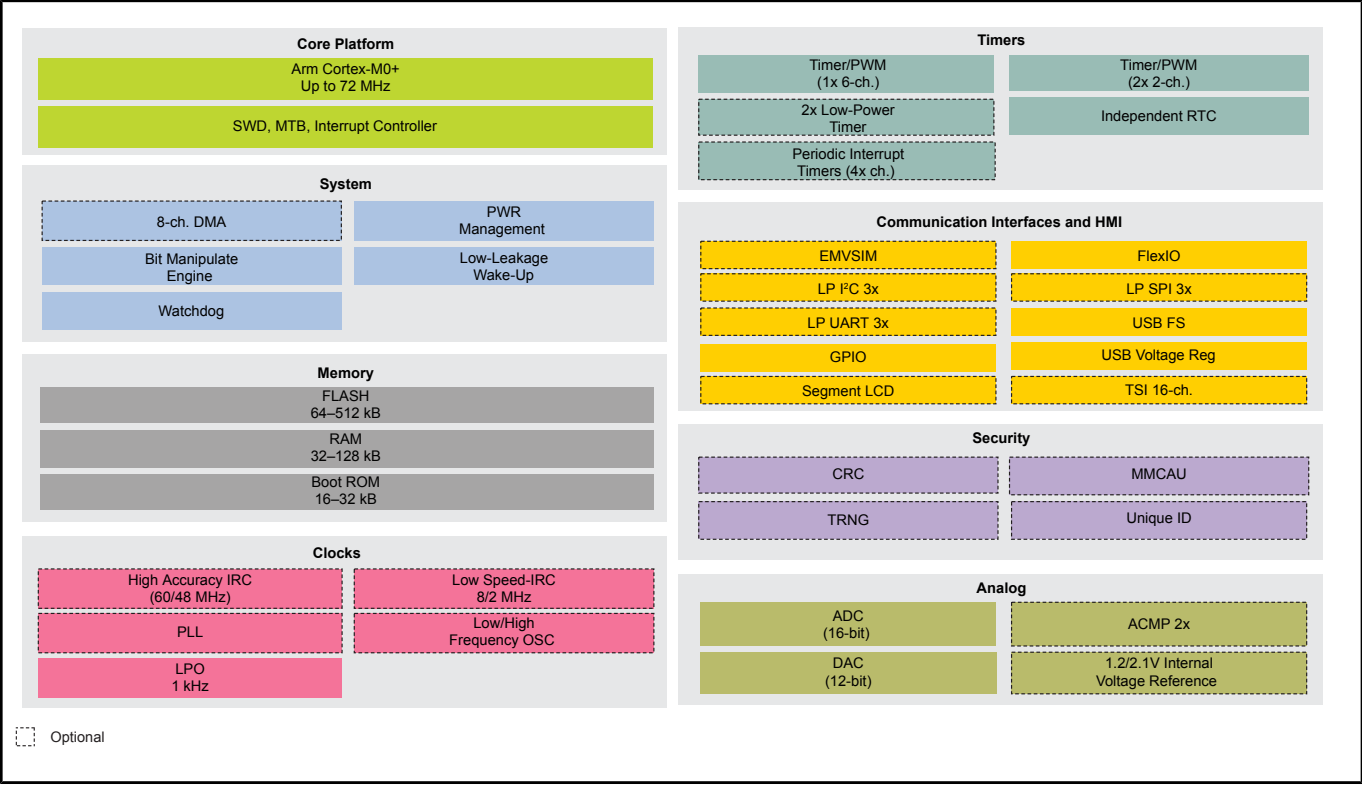 Core Platform
Arm Cortex-M0+
Up to 72 MHz
SWD, MTB, Interrupt Controller
System
8-ch. DMA
PWR
Management
Bit Manipulate
Engine
Low-Leakage
Wake-Up
Watchdog
Memory
FLASH
64–512 kB
RAM
32–128 kB
Boot ROM
16–32 kB
Clocks
High Accuracy IRC
(60/48 MHz)
Low Speed-IRC
8/2 MHz
PLL
Low/High
Frequency OSC
LPO
1 kHz
Timers
Timer/PWM
(1x 6-ch.)
Timer/PWM
(2x 2-ch.)
2x Low-Power
Timer
Independent RTC
Periodic Interrupt
Timers (4x ch.)
Communication Interfaces and HMI
EMVSIM
FlexIO
LP I²C 3x
LP SPI 3x
LP UART 3x
USB FS
GPIO
USB Voltage Reg
Segment LCD
TSI 16-ch.
Security
CRC
MMCAU
TRNG
Unique ID
Analog
ADC
(16-bit)
ACMP 2x
DAC
(12-bit)
1.2/2.1V Internal
Voltage Reference
Optional